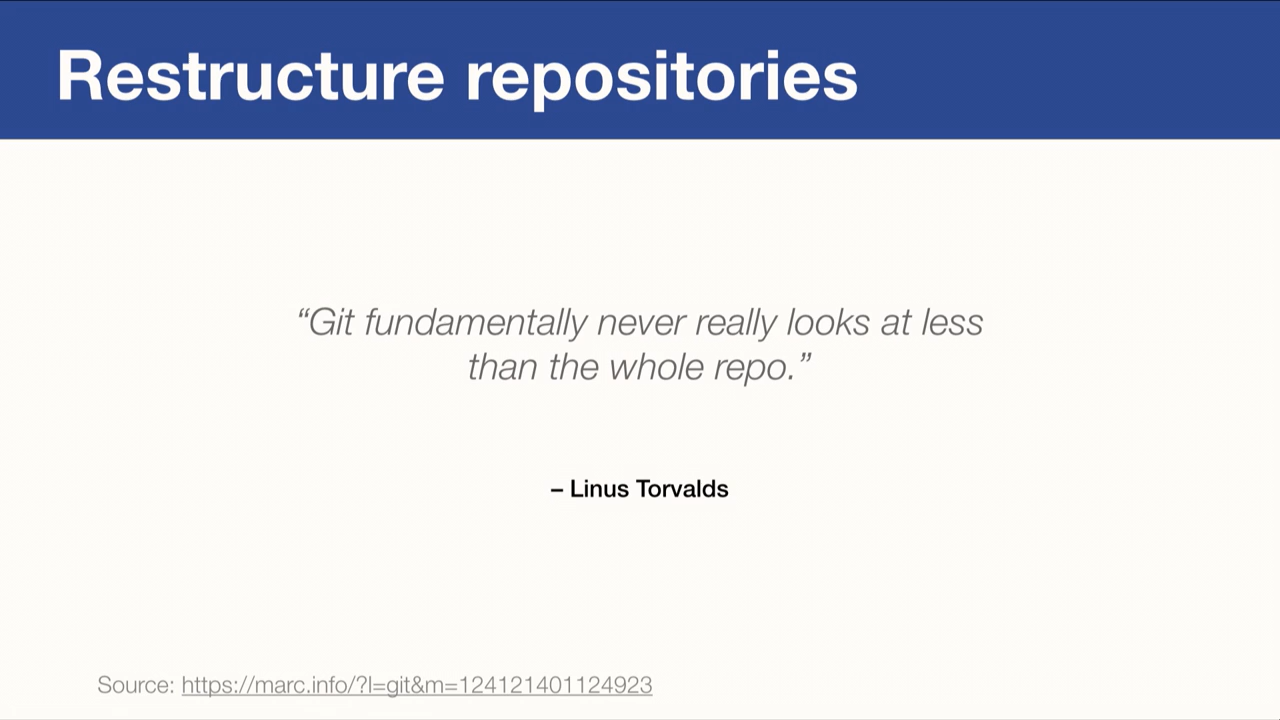 Restructure repositories
“Git fundamentally never really looks at less
than the whole repo.”
– Linus Torvalds
Source: https://marc.info/?l=git&m=124121401124923